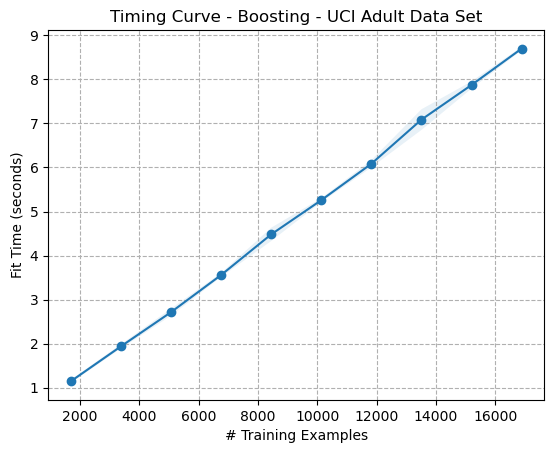 Timing Curve - Boosting - UCI Adult Data Set
9
8
7
6
5
4
3
2
1
Fit Time (seconds)
2000 4000 6000 8000 10000 12000 14000 16000
# Training Examples